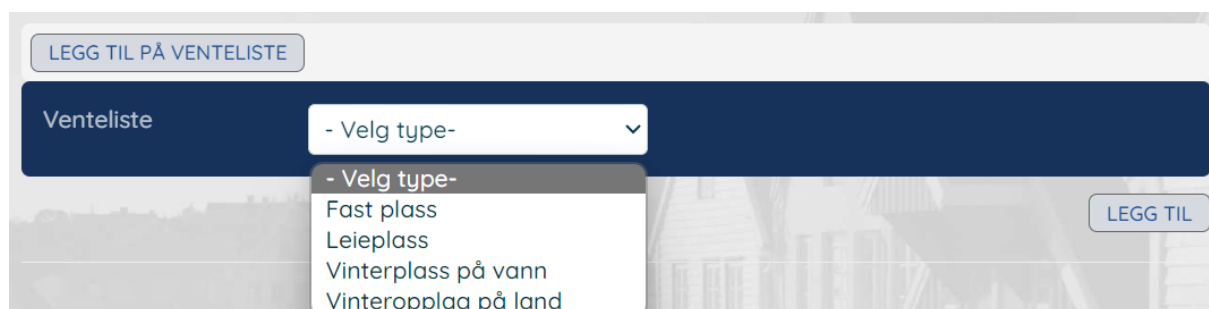 LEGG TIL PÅ VENTELISTE
Venteliste
- Velg type-
- Velg type-
Fast plass
Leieplass
Vinterplass på vann
Vinteropplag på land
LEGG TIL